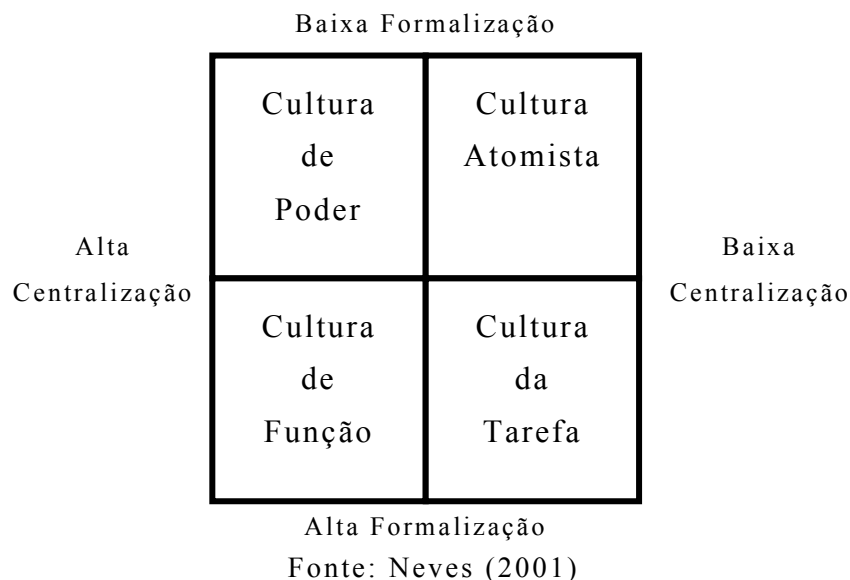 Baixa Formalização
Cultura
de
Poder
Cultura
Atomista
Alta
Centralização
Baixa
Centralização
Cultura
de
Função
Cultura
da
Tarefa
Alta Formalização
Fonte: Neves (2001)